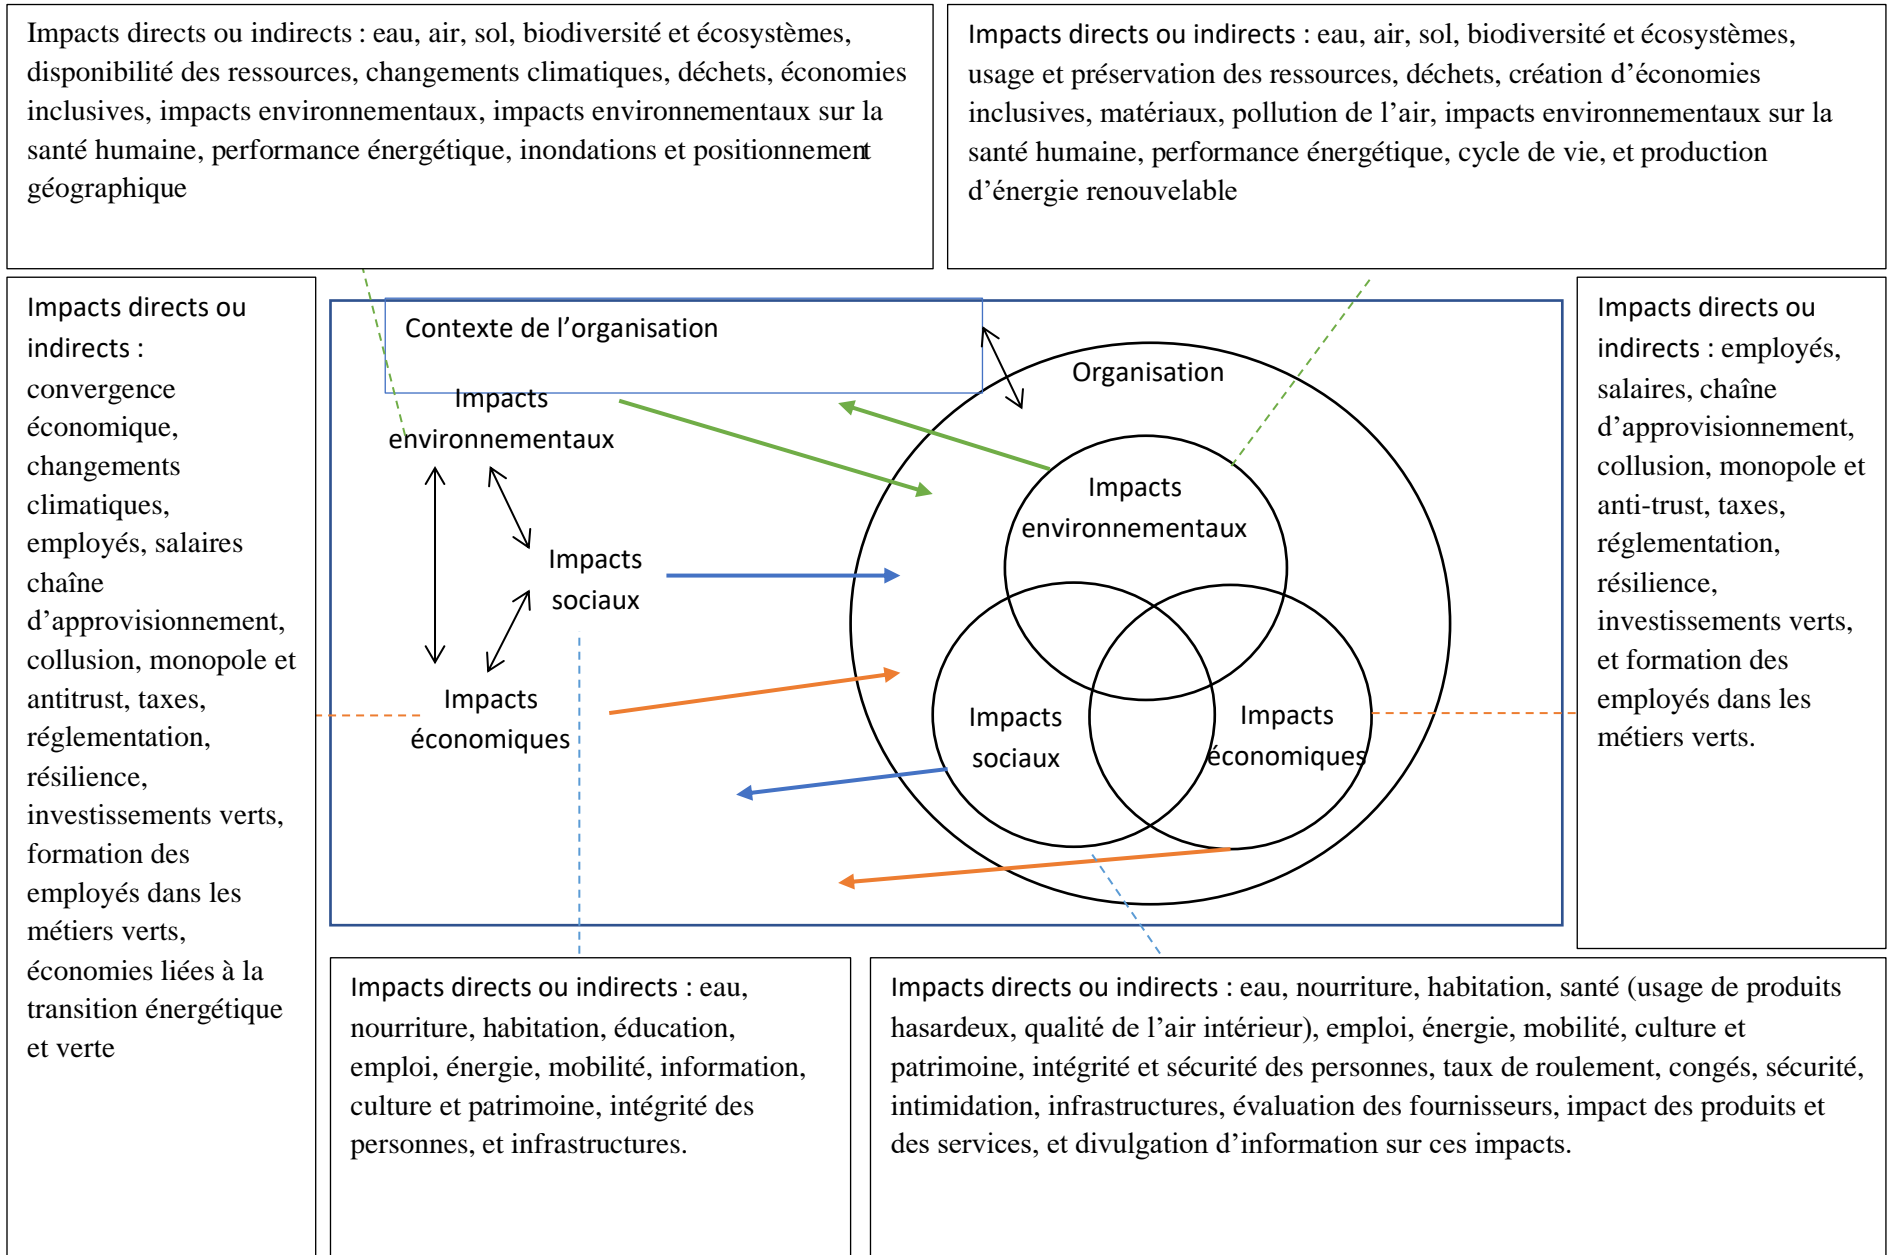 Impacts directs ou indirects : eau, air, sol, biodiversité et écosystèmes,
disponibilité des ressources, changements climatiques, déchets, économies
inclusives, impacts environnementaux, impacts environnementaux sur la
santé humaine, performance énergétique, inondations et positionnement
géographique
Impacts directs ou indirects : eau, air, sol, biodiversité et écosystèmes,
usage et préservation des ressources, déchets, création d’économies
inclusives, matériaux, pollution de l’air, impacts environnementaux sur la
santé humaine, performance énergétique, cycle de vie, et production
d’énergie renouvelable
Impacts directs ou
indirects :
convergence
économique,
changements
climatiques,
employés, salaires
chaîne
d’approvisionnement,
collusion, monopole et
antitrust, taxes,
réglementation,
résilience,
investissements verts,
formation des
employés dans les
métiers verts,
économies liées à la
transition énergétique
et verte
Contexte de l’organisation
Impacts
environnementaux
Impacts
sociaux
Impacts
économiques
Organisation
Impacts
environnementaux
Impacts
sociaux
Impacts
économiques
Impacts directs ou
indirects : employés,
salaires, chaîne
d’approvisionnement,
collusion, monopole et
anti-trust, taxes,
réglementation,
résilience,
investissements verts,
et formation des
employés dans les
métiers verts.
Impacts directs ou indirects : eau,
nourriture, habitation, éducation,
emploi, énergie, mobilité, information,
culture et patrimoine, intégrité des
personnes, et infrastructures.
Impacts directs ou indirects : eau, nourriture, habitation, santé (usage de produits
hasardeux, qualité de l’air intérieur), emploi, énergie, mobilité, culture et
patrimoine, intégrité et sécurité des personnes, taux de roulement, congés, sécurité,
intimidation, infrastructures, évaluation des fournisseurs, impact des produits et
des services, et divulgation d’information sur ces impacts.